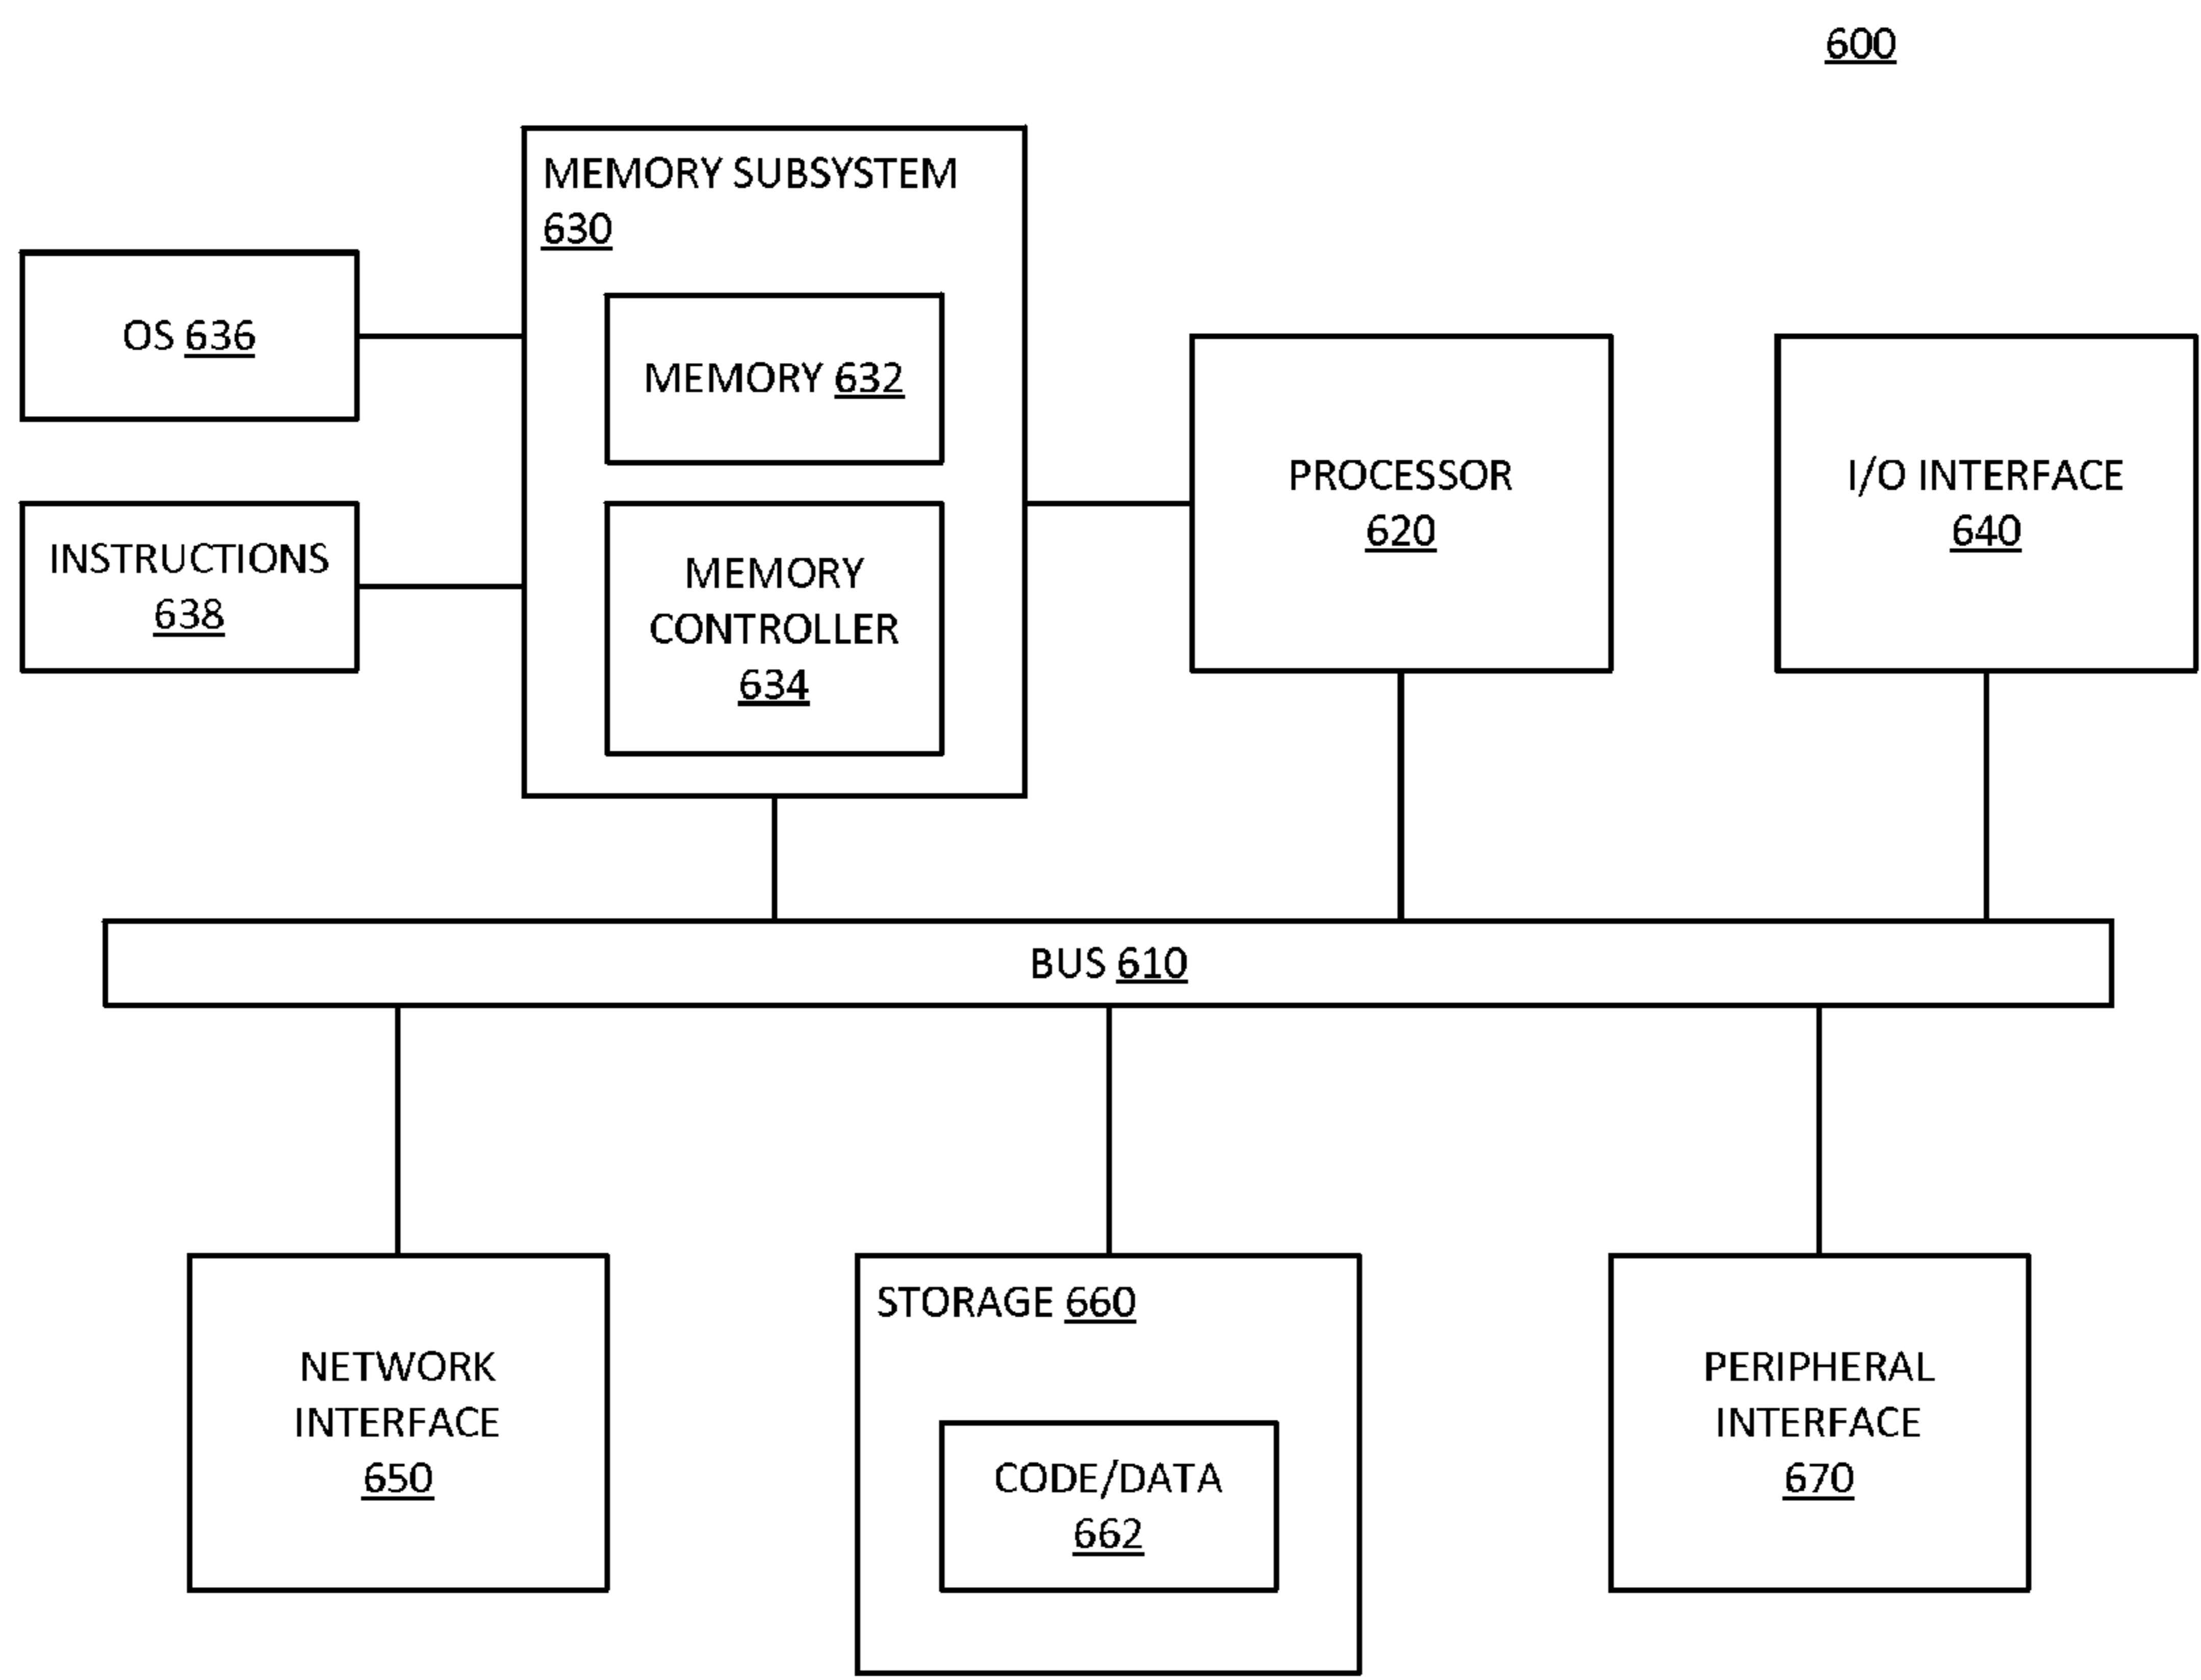 600
MEMORY SUBSYSTEM
630
OS 636
MEMORY 632
PROCESSOR
620
I/O INTERFACE
640
INSTRUCTIONS
638
MEMORY
CONTROLLER
634
BUS 610
NETWORK
INTERFACE
650
STORAGE 660
CODE/DATA
662
PERIPHERAL
INTERFACE
670